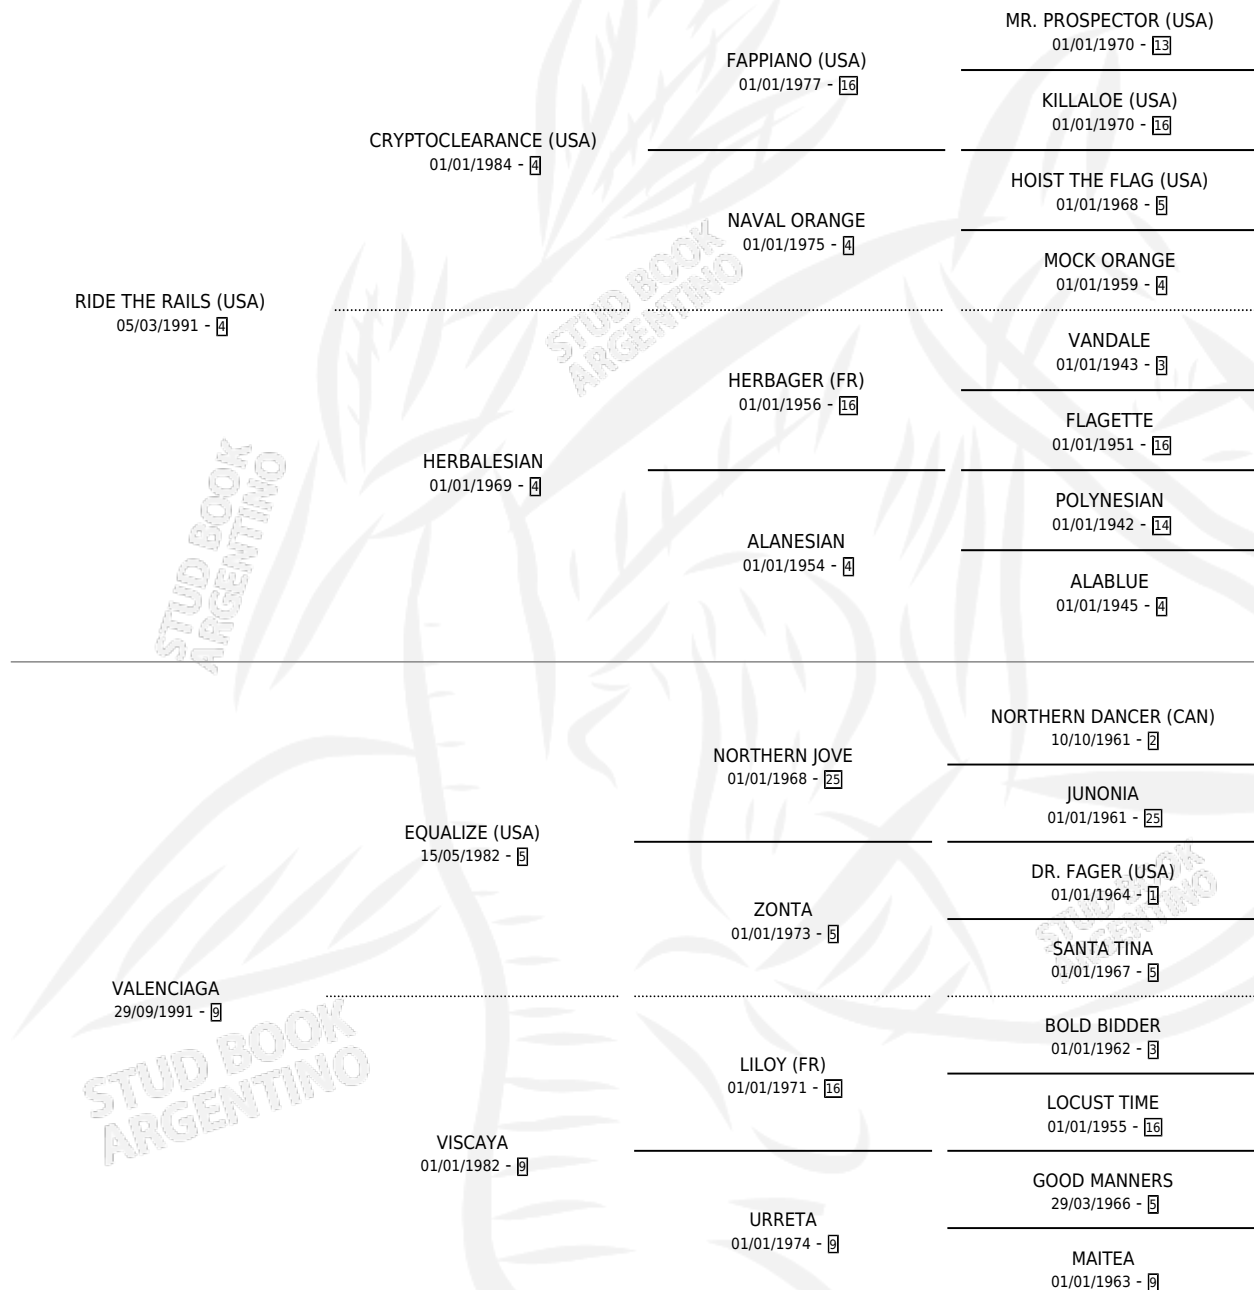 MR. PROSPECTOR (USA)
01/01/1970 - 13
FAPPIANO (USA)
01/01/1977 - 16
KILLALOE (USA)
01/01/1970 - 16
CRYPTOCLEARANCE (USA)
01/01/1984 - 4
HOIST THE FLAG (USA)
01/01/1968 - 5
NAVAL ORANGE
01/01/1975 - 4
MOCK ORANGE
01/01/1959 - 4
RIDE THE RAILS (USA)
05/03/1991 - 4
VANDALE
01/01/1943 - 3
HERBAGER (FR)
01/01/1956 - 16
FLAGETTE
01/01/1951 - 16
HERBALESIAN
01/01/1969 - 4
POLYNESIAN
01/01/1942 - 14
ALANESIAN
01/01/1954 - 4
ALABLUE
01/01/1945 - 4
NORTHERN DANCER (CAN)
10/10/1961 - 2
NORTHERN JOVE
01/01/1968 - 25
JUNONIA
01/01/1961 - 25
EQUALIZE (USA)
15/05/1982 - 5
DR. FAGER (USA)
01/01/1964 - 1
ZONTA
01/01/1973 - 5
SANTA TINA
01/01/1967 - 5
VALENCIAGA
29/09/1991 - 9
BOLD BIDDER
01/01/1962 - 3
LILOY (FR)
01/01/1971 - 16
LOCUST TIME
01/01/1955 - 16
VISCAYA
01/01/1982 - 9
GOOD MANNERS
29/03/1966 - 5
URRETA
01/01/1974 - 9
MAITEA
01/01/1963 - 9
STUD BOOK
ARGENTINO
STUD BOOK
ARGENTINO
STUD BOOK
ARGENTINO
STUD BOOK
ARGENTINO